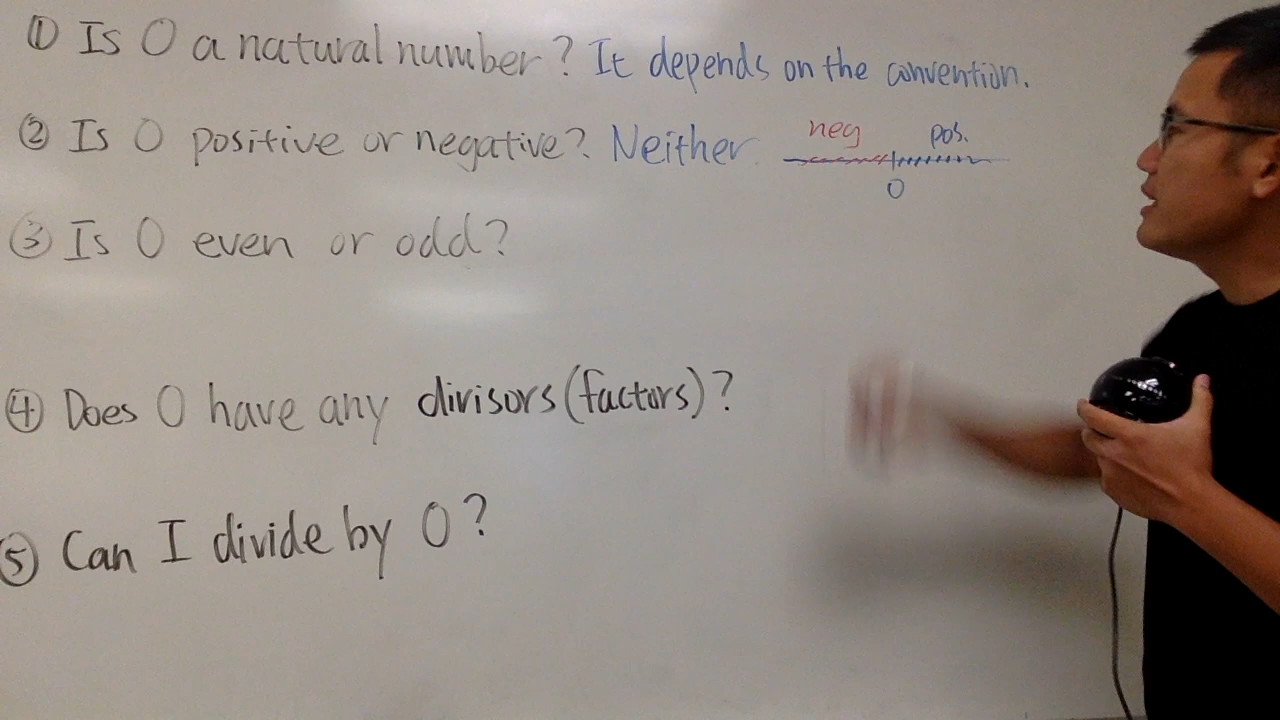 ① Is 0 a natural number? It depends on the convention.
② Is 0 positive or negative? Neither.
neg pos.
0
③ Is 0 even or odd?
④ Does 0 have any divisors (factors)?
⑤ Can I divide by 0?